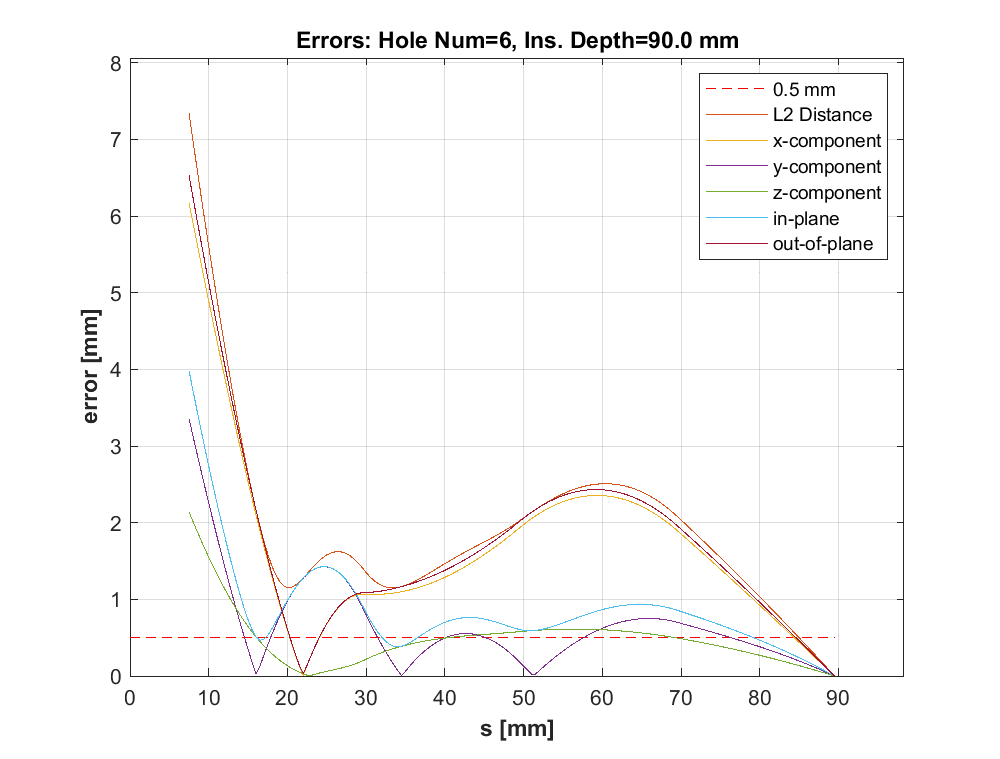 Errors: Hole Num=6, Ins. Depth=90.0 mm
8
7
6
5
4
3
2
1
0
error [mm]
0.5 mm
L2 Distance
x-component
y-component
z-component
in-plane
out-of-plane
0 10 20 30 40 50 60 70 80 90
s [mm]